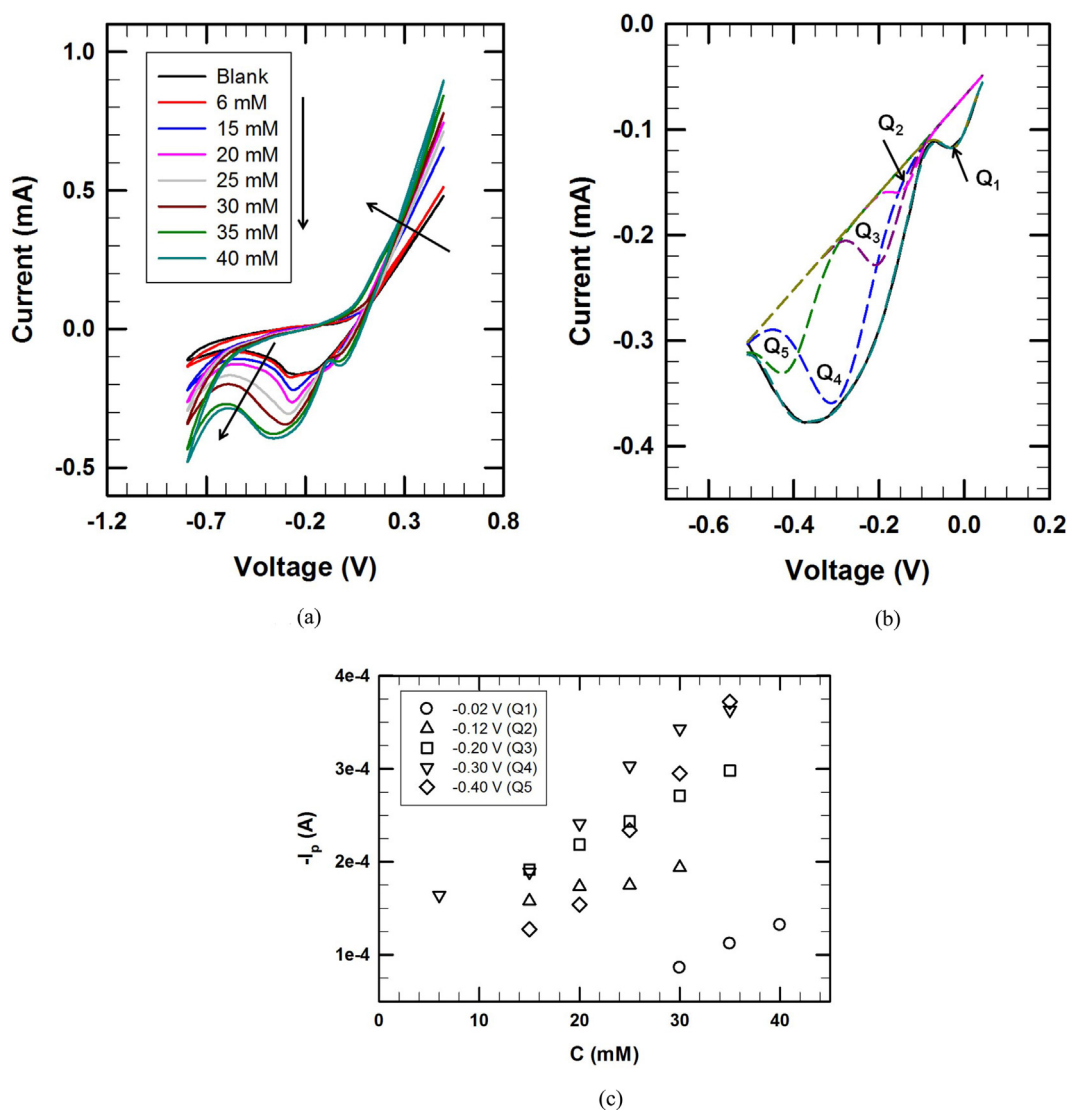 1.0
0.5
0.0
-0.5
-1.2 -0.7 -0.2 0.3 0.8
Current (mA)
Voltage (V)
Blank
6 mM
15 mM
20 mM
25 mM
30 mM
35 mM
40 mM
(a)
0.0
-0.1
-0.2
-0.3
-0.4
-0.6 -0.4 -0.2 0.0 0.2
Current (mA)
Voltage (V)
Q2
Q1
Q3
Q5
Q4
(b)
4e-4
3e-4
2e-4
1e-4
0 10 20 30 40
-Ip (A)
C (mM)
-0.02 V (Q1)
-0.12 V (Q2)
-0.20 V (Q3)
-0.30 V (Q4)
-0.40 V (Q5
(c)